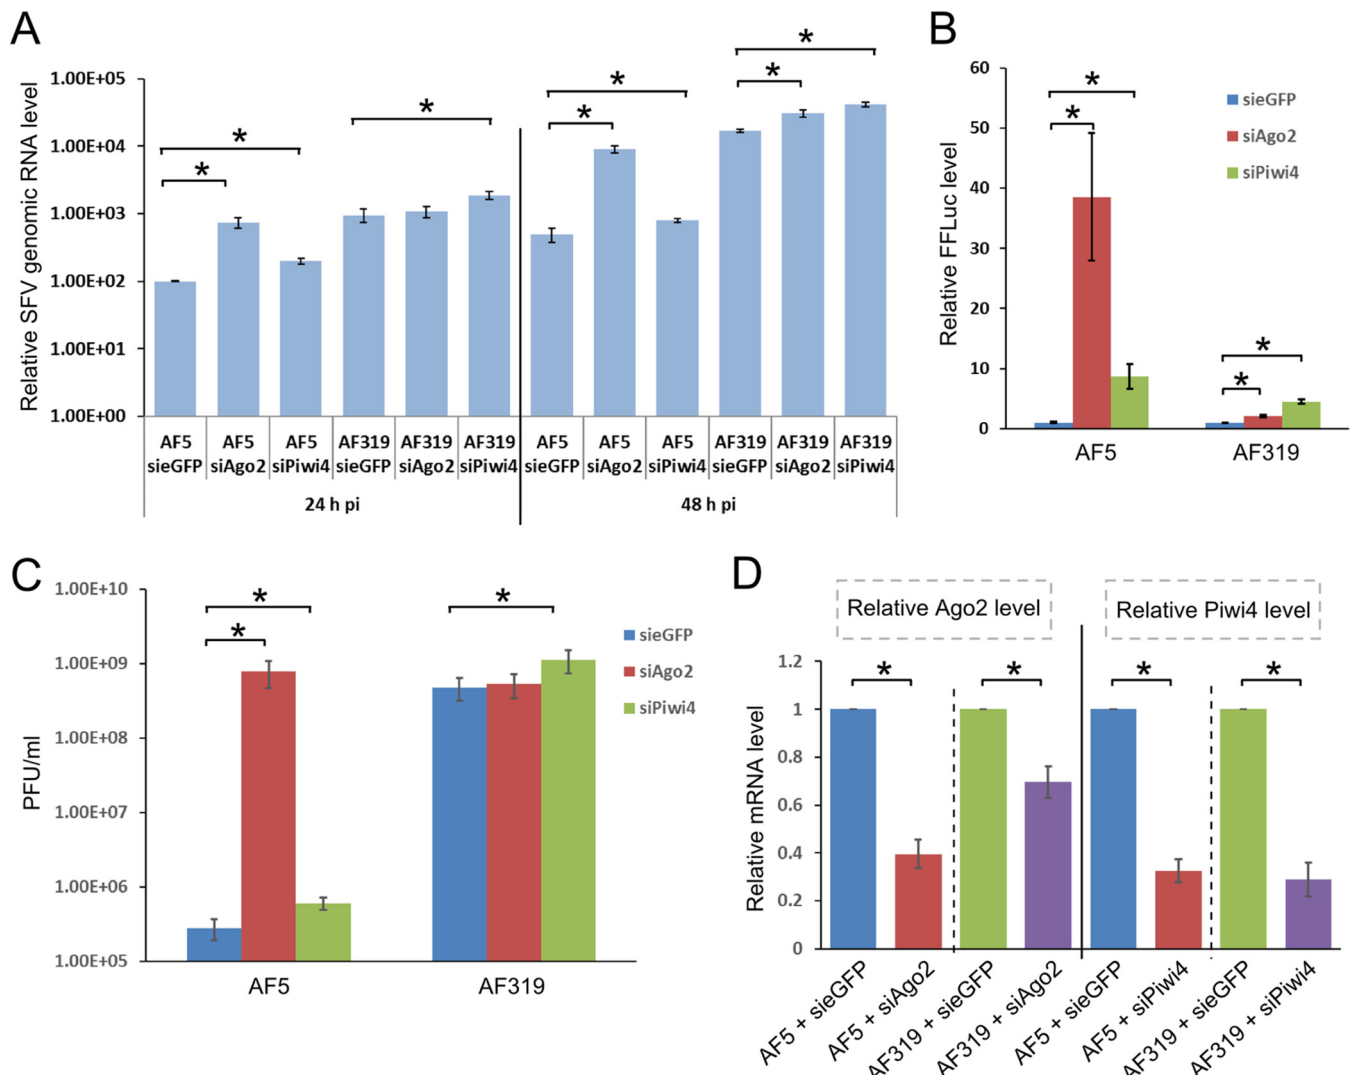 A
Relative SFV genomic RNA level
1.00E+05
1.00E+04
1.00E+03
1.00E+02
1.00E+01
1.00E+00
* * * * * * *
AF5 AF5 AF5 AF319 AF319 AF319 AF5 AF5 AF5 AF319 AF319 AF319
sieGFP siAgo2 siPiwi4 sieGFP siAgo2 siPiwi4 sieGFP siAgo2 siPiwi4 sieGFP siAgo2 siPiwi4
24 h pi 48 h pi
B
Relative FFLuc level
60
50
40
30
20
10
0
* * * *
sieGFP
siAgo2
siPiwi4
AF5 AF319
C
PFU/ml
1.00E+10
1.00E+09
1.00E+08
1.00E+07
1.00E+06
1.00E+05
* * *
sieGFP
siAgo2
siPiwi4
AF5 AF319
D
Relative Ago2 level Relative Piwi4 level
Relative mRNA level
1.2
1
0.8
0.6
0.4
0.2
0
* * * *
AF5 + sieGFP
AF5 + siAgo2
AF319 + sieGFP
AF319 + siAgo2
AF5 + sieGFP
AF5 + siPiwi4
AF319 + sieGFP
AF319 + siPiwi4